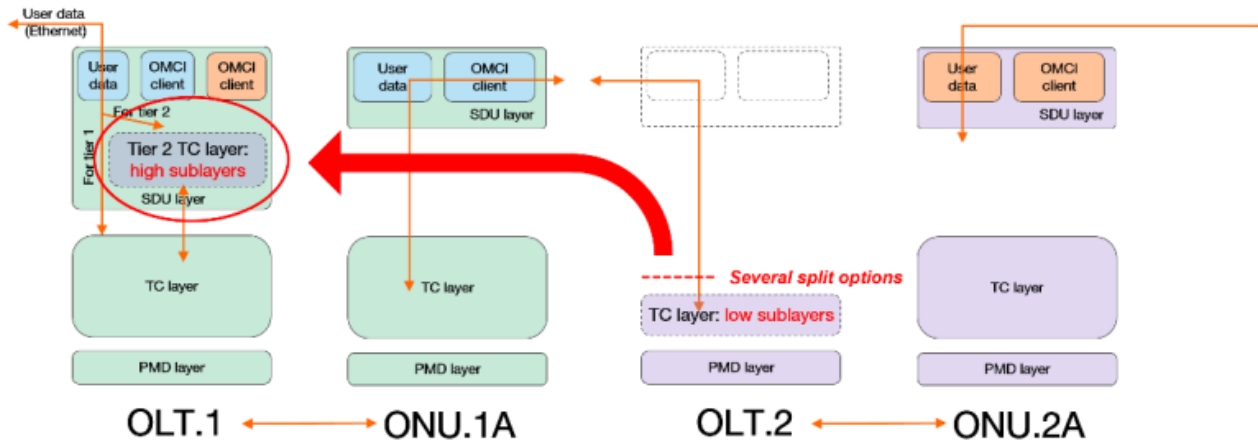 User data
(Ethernet)
User
data
OMCI
client
OMCI
client
For tier 2
For tier 1
Tier 2 TC layer:
high sublayers
SDU layer
TC layer
PMD layer
OLT.1
User
data
OMCI
client
SDU layer
TC layer
PMD layer
ONU.1A
Several split options
TC layer: low sublayers
PMD layer
OLT.2
User
data
OMCI
client
SDU layer
TC layer
PMD layer
ONU.2A